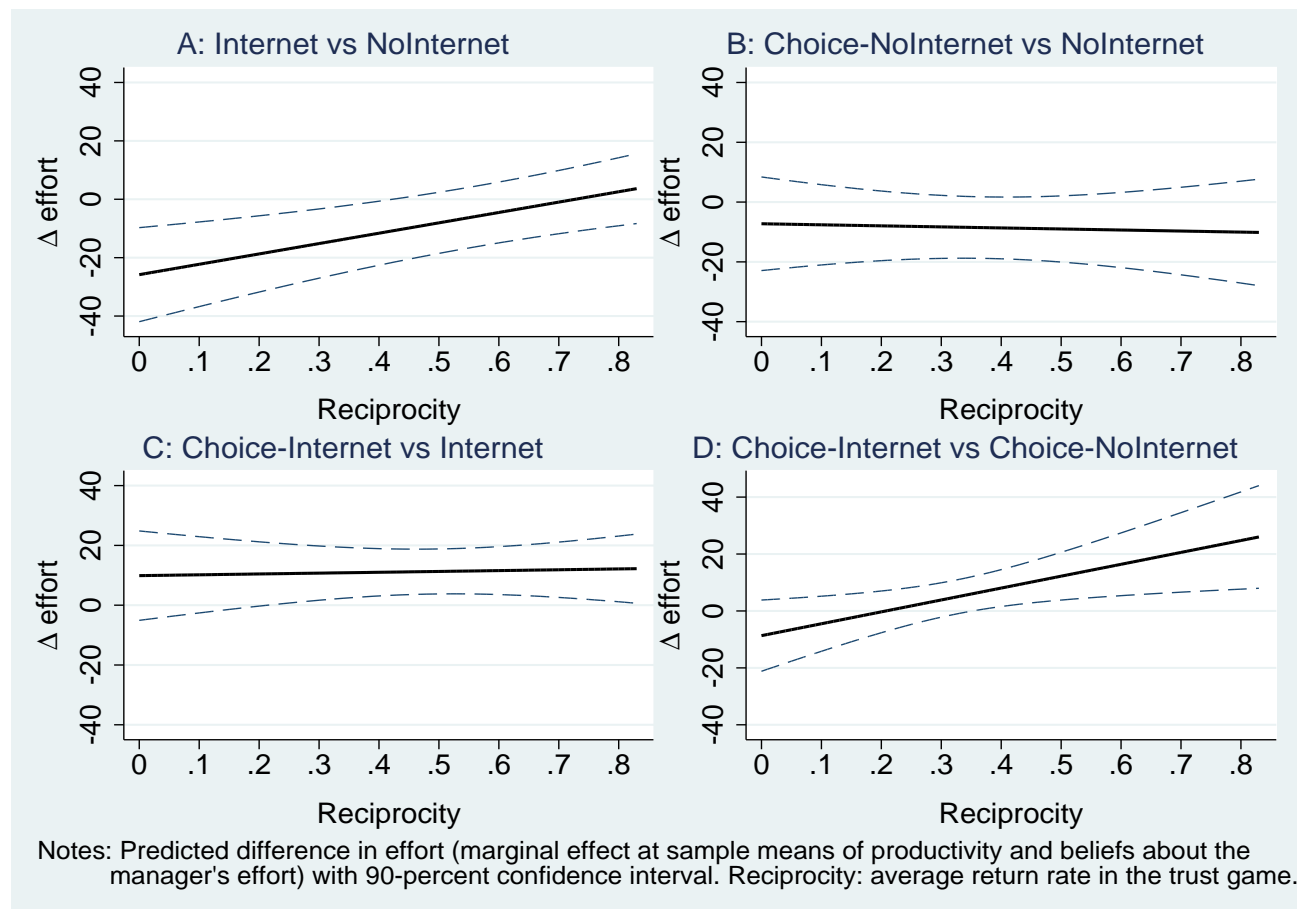 A: Internet vs NoInternet
40
20
0
-20
-40
Δ effort
0 .1 .2 .3 .4 .5 .6 .7 .8
Reciprocity
B: Choice-NoInternet vs NoInternet
40
20
0
-20
-40
Δ effort
0 .1 .2 .3 .4 .5 .6 .7 .8
Reciprocity
C: Choice-Internet vs Internet
40
20
0
-20
-40
Δ effort
0 .1 .2 .3 .4 .5 .6 .7 .8
Reciprocity
D: Choice-Internet vs Choice-NoInternet
40
20
0
-20
-40
Δ effort
0 .1 .2 .3 .4 .5 .6 .7 .8
Reciprocity
Notes: Predicted difference in effort (marginal effect at sample means of productivity and beliefs about the
manager's effort) with 90-percent confidence interval. Reciprocity: average return rate in the trust game.